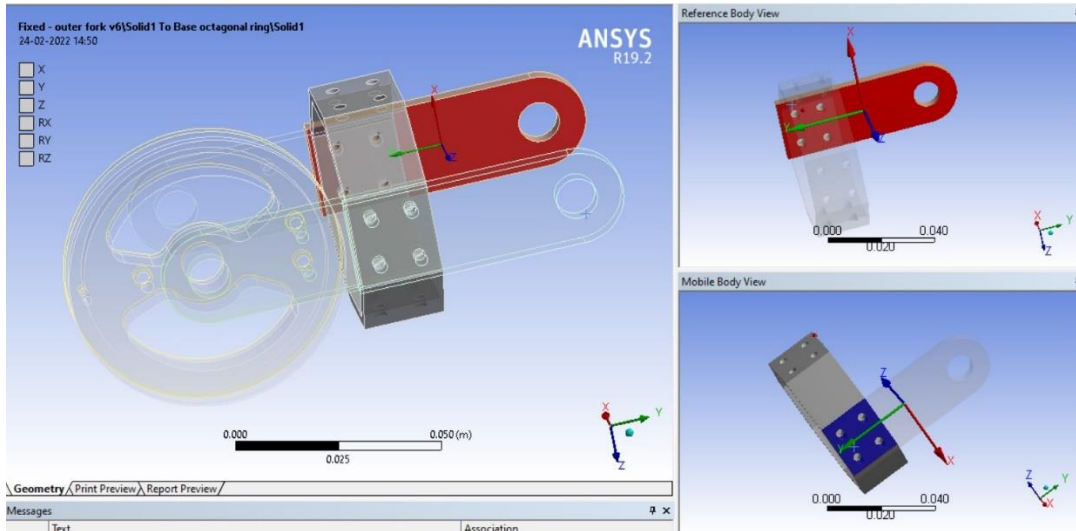 Fixed - outer fork v6\Solid1 To Base octagonal ring\Solid1
24-02-2022 14:50
ANSYS
R19.2
X
Y
Z
RX
RY
RZ
X
Z
0.000
0.050 (m)
0.025
X
Y
Z
Geometry Print Preview Report Preview
Messages
Text
Association
Reference Body View
X
Y
Z
0.000
0.040
0.020
X
Y
Z
Mobile Body View
Z
Y
X
0.000
0.040
0.020
Z
Y
X